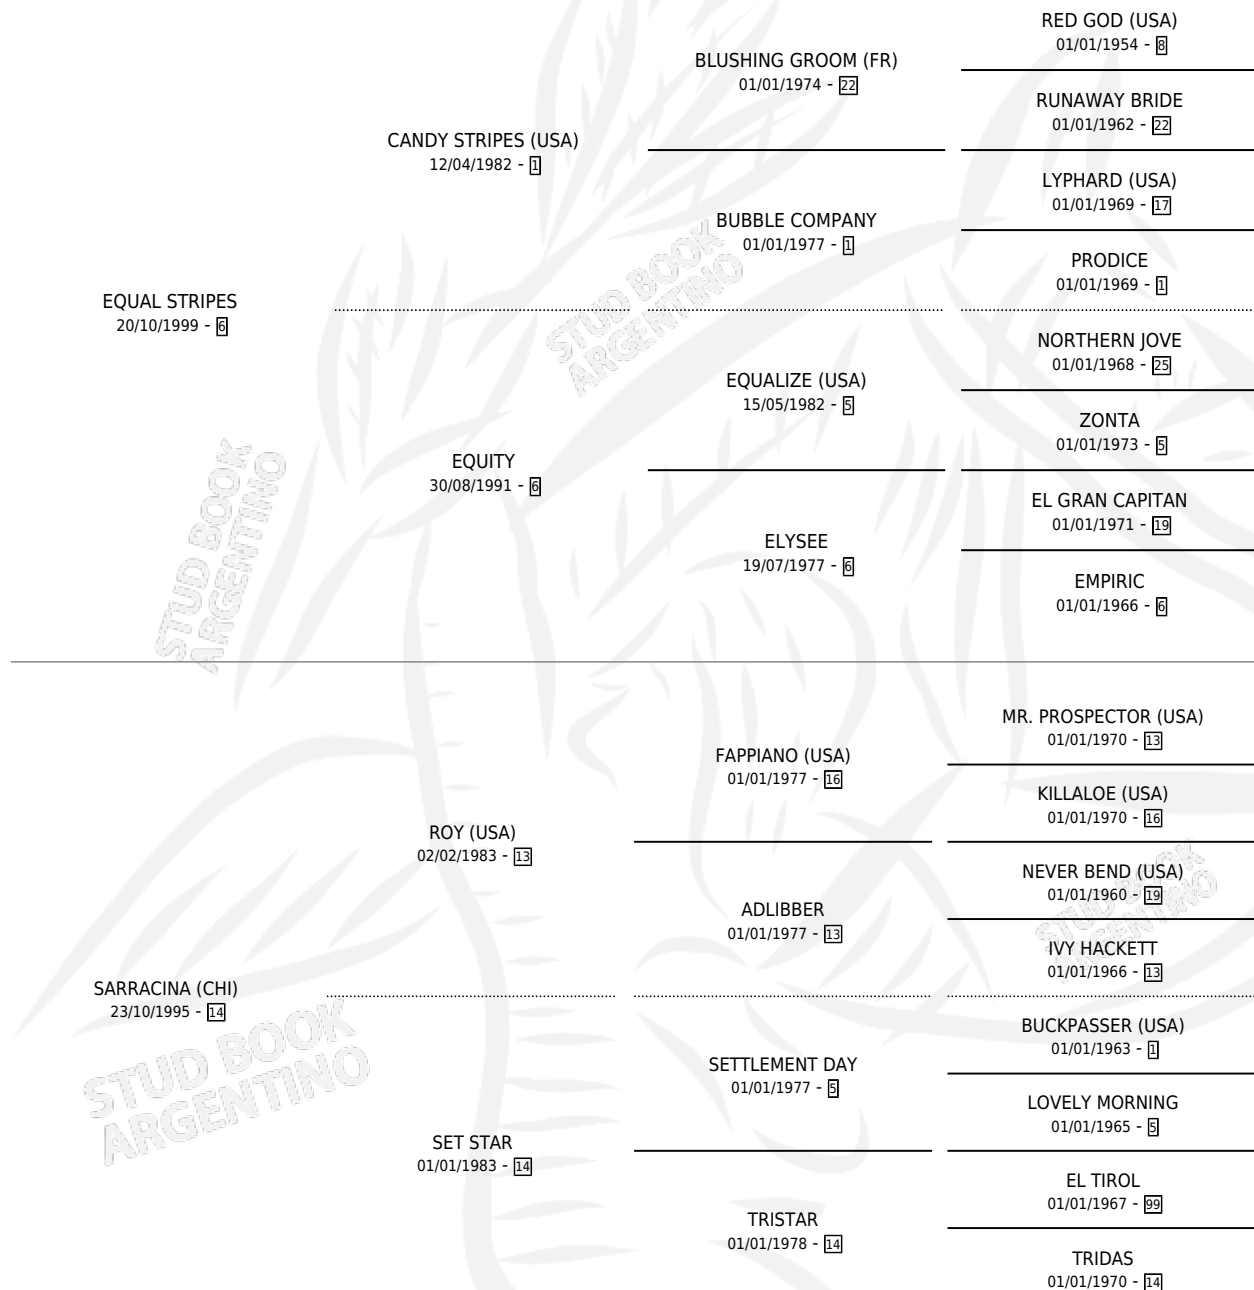 RED GOD (USA)
01/01/1954 - 8
BLUSHING GROOM (FR)
01/01/1974 - 22
RUNAWAY BRIDE
01/01/1962 - 22
CANDY STRIPES (USA)
12/04/1982 - 1
LYPHARD (USA)
01/01/1969 - 17
BUBBLE COMPANY
01/01/1977 - 1
PRODICE
01/01/1969 - 1
EQUAL STRIPES
20/10/1999 - 6
NORTHERN JOVE
01/01/1968 - 25
EQUALIZE (USA)
15/05/1982 - 5
ZONTA
01/01/1973 - 5
EQUITY
30/08/1991 - 6
EL GRAN CAPITAN
01/01/1971 - 19
ELYSEE
19/07/1977 - 6
EMPIRIC
01/01/1966 - 6
STUD BOOK
ARGENTINO
STUD BOOK
ARGENTINO
MR. PROSPECTOR (USA)
01/01/1970 - 13
FAPPIANO (USA)
01/01/1977 - 16
KILLALOE (USA)
01/01/1970 - 16
ROY (USA)
02/02/1983 - 13
NEVER BEND (USA)
01/01/1960 - 19
ADLIBBER
01/01/1977 - 13
IVY HACKETT
01/01/1966 - 13
STUD BOOK
ARGENTINO
SARRACINA (CHI)
23/10/1995 - 14
BUCKPASSER (USA)
01/01/1963 - 1
SETTLEMENT DAY
01/01/1977 - 5
LOVELY MORNING
01/01/1965 - 5
STUD BOOK
ARGENTINO
SET STAR
01/01/1983 - 14
EL TIROL
01/01/1967 - 99
TRISTAR
01/01/1978 - 14
TRIDAS
01/01/1970 - 14